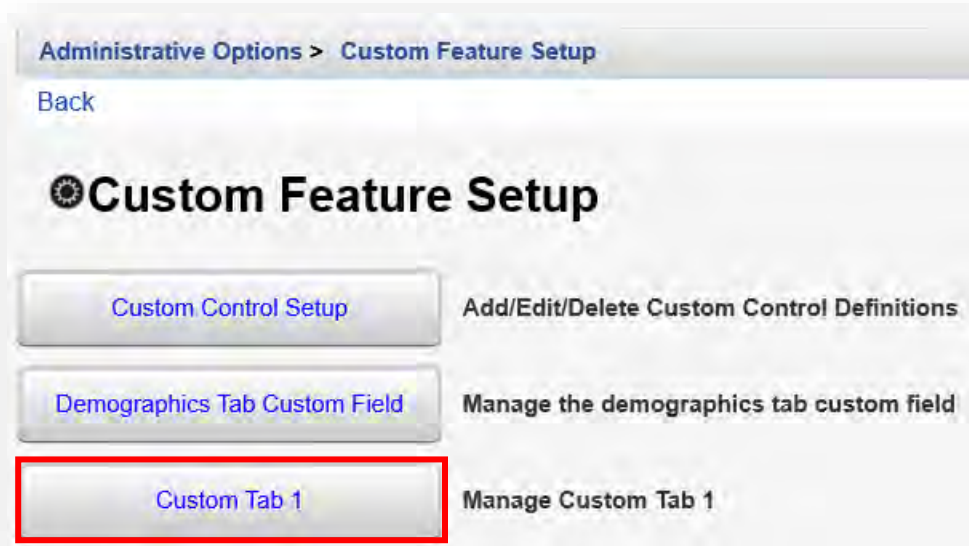 Administrative Options > Custom Feature Setup
Back
Custom Feature Setup
Custom Control Setup Add/Edit/Delete Custom Control Definitions
Demographics Tab Custom Field Manage the demographics tab custom field
Custom Tab 1 Manage Custom Tab 1